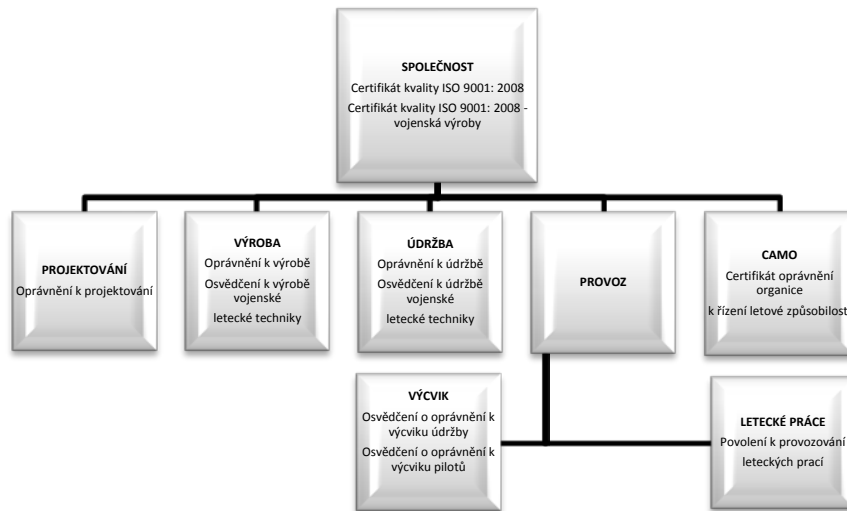 SPOLEČNOST
Certifikát kvality ISO 9001: 2008
Certifikát kvality ISO 9001: 2008 -
vojenská výroby
PROJEKTOVÁNÍ
Oprávnění k projektování
VÝROBA
Oprávnění k výrobě
Osvědčení k výrobě
vojenské
letecké techniky
ÚDRŽBA
Oprávnění k údržbě
Osvědčení k údržbě
vojenské
letecké techniky
PROVOZ
CAMO
Certifikát oprávnění
organice
k řízení letové způsobilost
VÝCVIK
Osvědčení o oprávnění k
výcviku údržby
Osvědčení o oprávnění k
výcviku pilotů
LETECKÉ PRÁCE
Povolení k provozování
leteckých prací